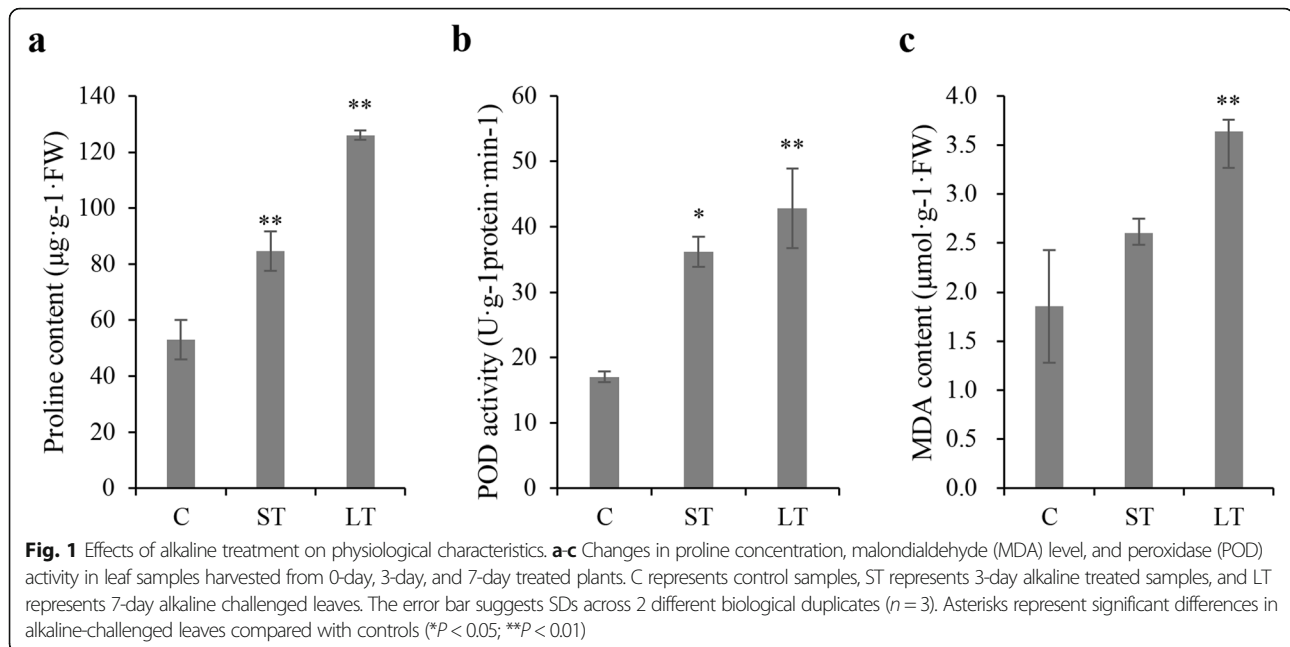 a
b
c
140
120
100
80
60
40
20
0
Proline content (µg·g-1·FW)
**
**
C ST LT
60
50
40
30
20
10
0
POD activity (U·g-1protein·min-1)
*
**
C ST LT
4.0
3.5
3.0
2.5
2.0
1.5
1.0
0.5
0.0
MDA content (µmol·g-1·FW)
**
C ST LT
Fig. 1 Effects of alkaline treatment on physiological characteristics. a-c Changes in proline concentration, malondialdehyde (MDA) level, and peroxidase (POD)
activity in leaf samples harvested from 0-day, 3-day, and 7-day treated plants. C represents control samples, ST represents 3-day alkaline treated samples, and LT
represents 7-day alkaline challenged leaves. The error bar suggests SDs across 2 different biological duplicates (n = 3). Asterisks represent significant differences in
alkaline-challenged leaves compared with controls (*P < 0.05; **P < 0.01)